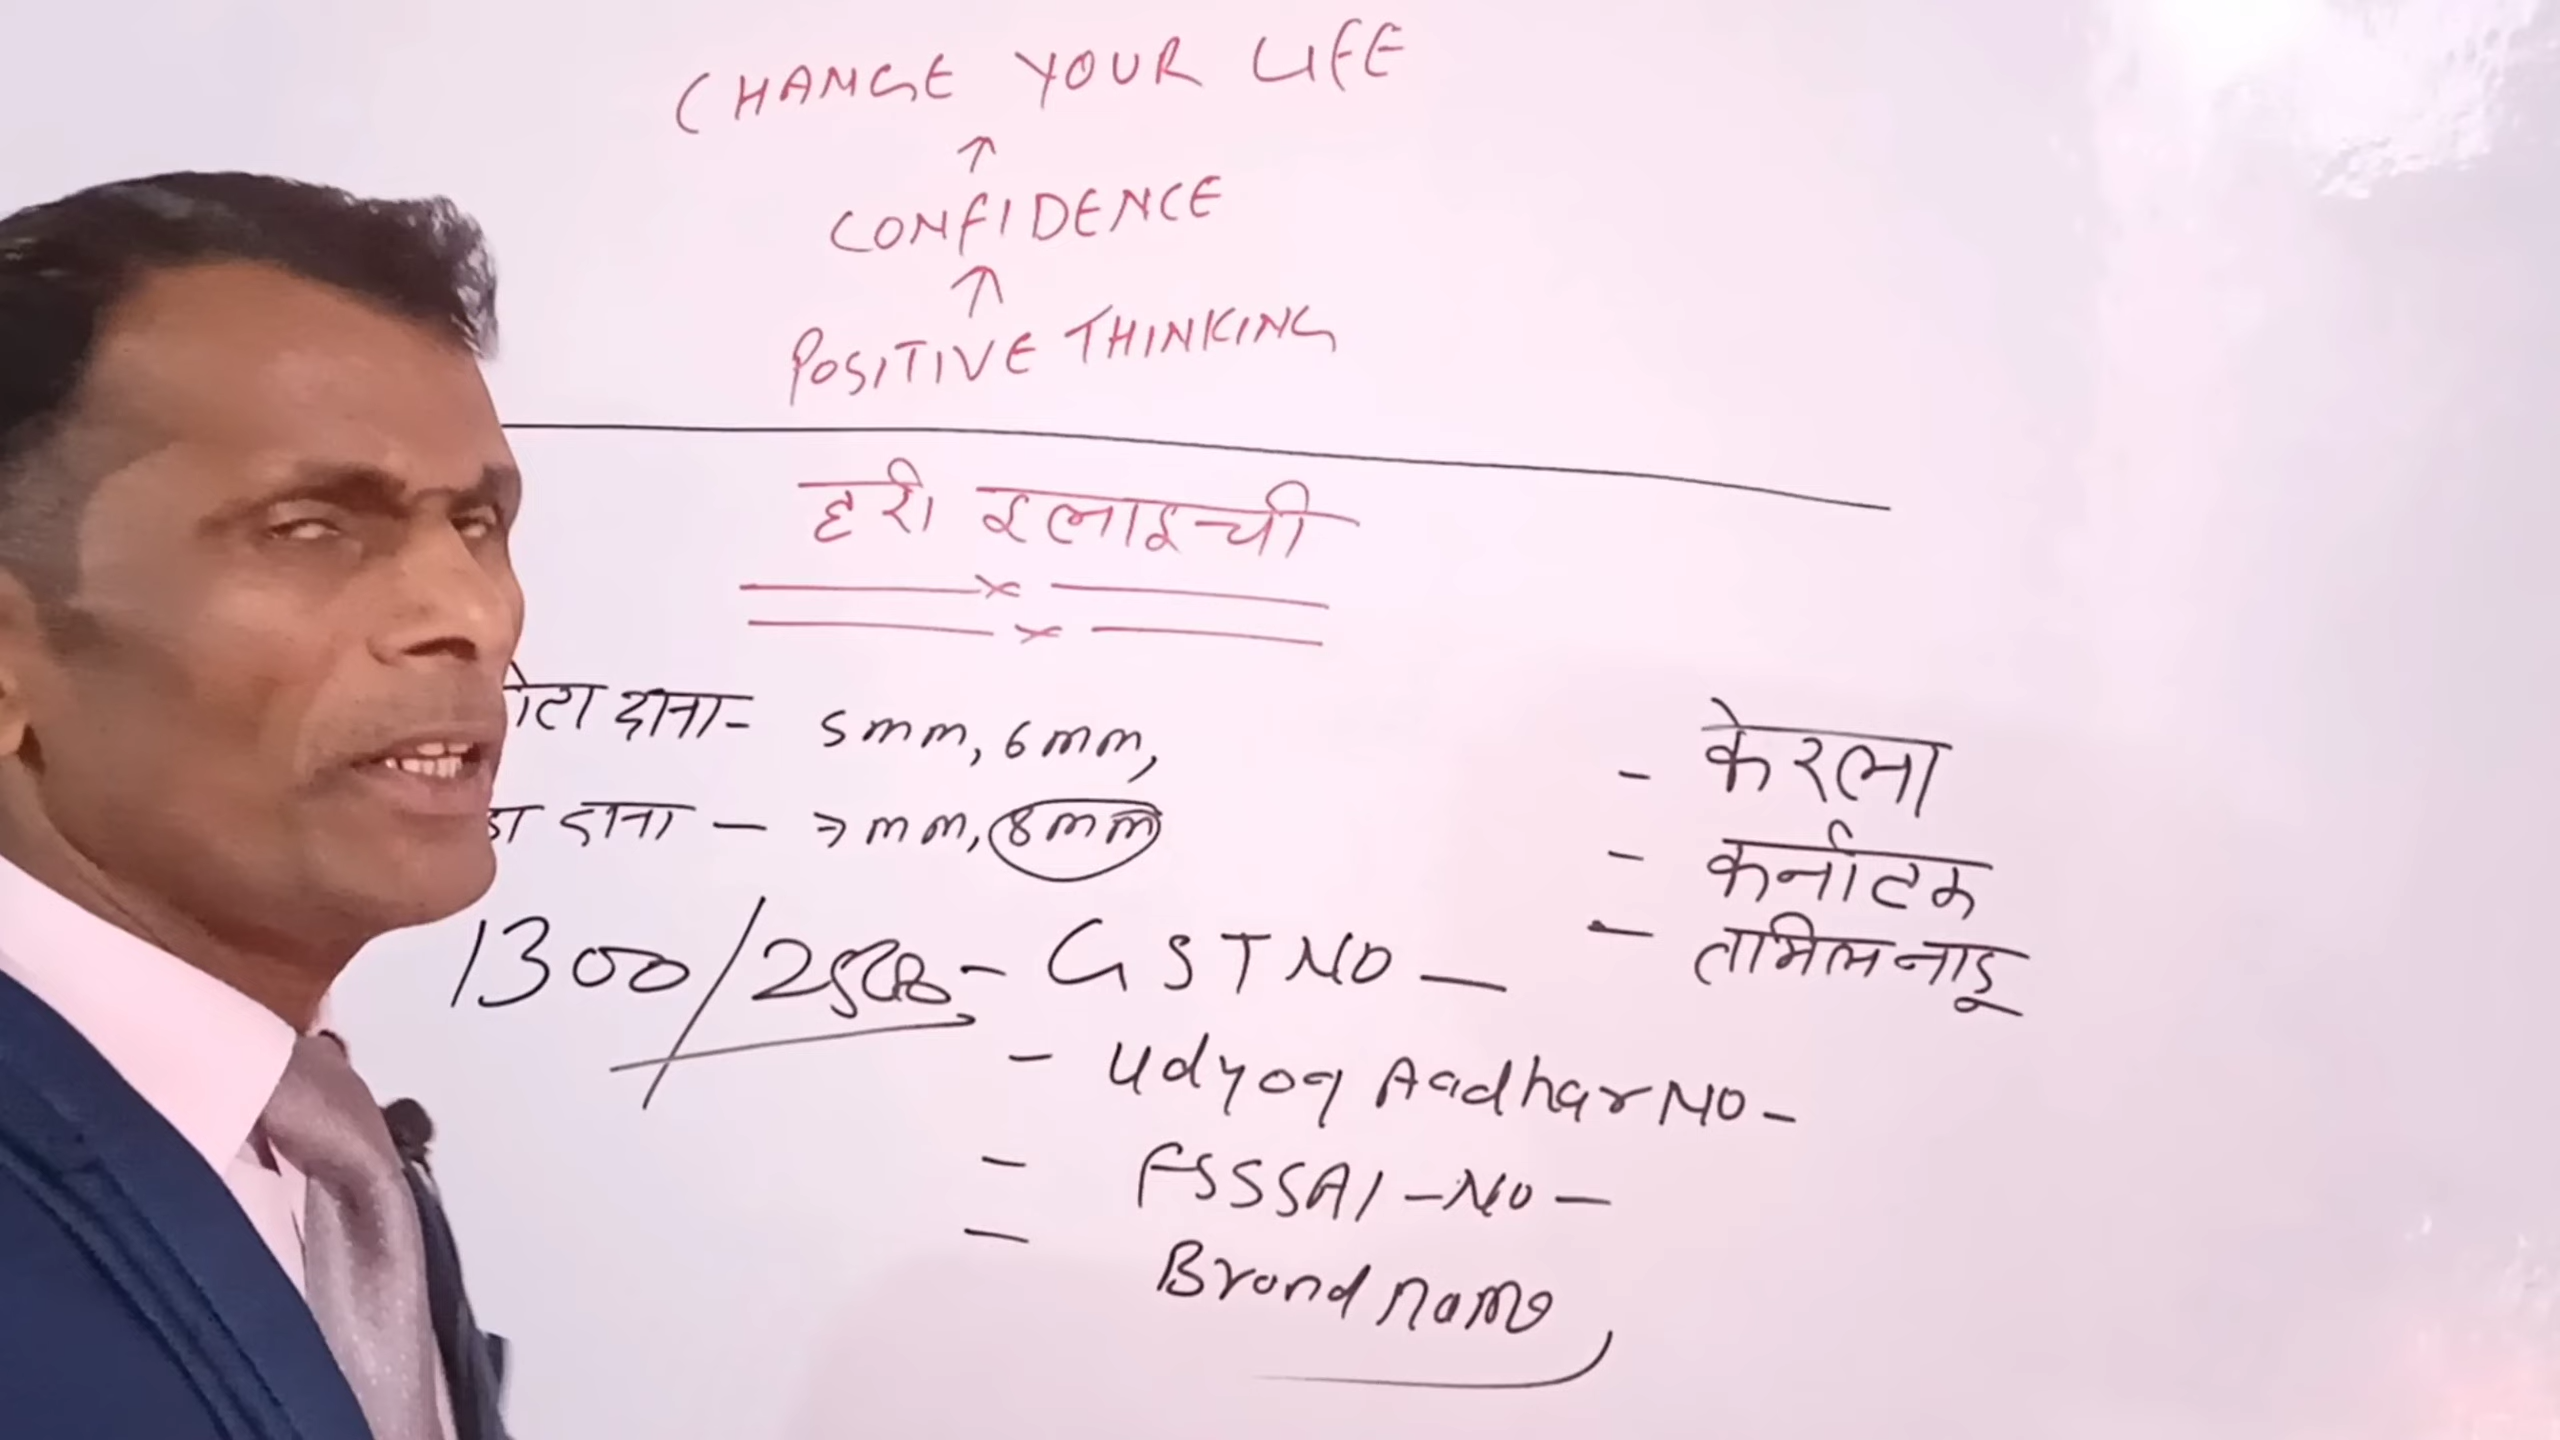 CHANGE YOUR LIFE
↑
CONFIDENCE
↑
POSITIVE THINKING
हरी इलाइची
दाना- 5mm, 6mm,
दाना — 7mm, 8mm
- केरला
- कर्नाटक
- तामिलनाडू
1300/ - GST NO —
- Udyog Aadhar NO -
- FSSSAI - NO —
- Brand name